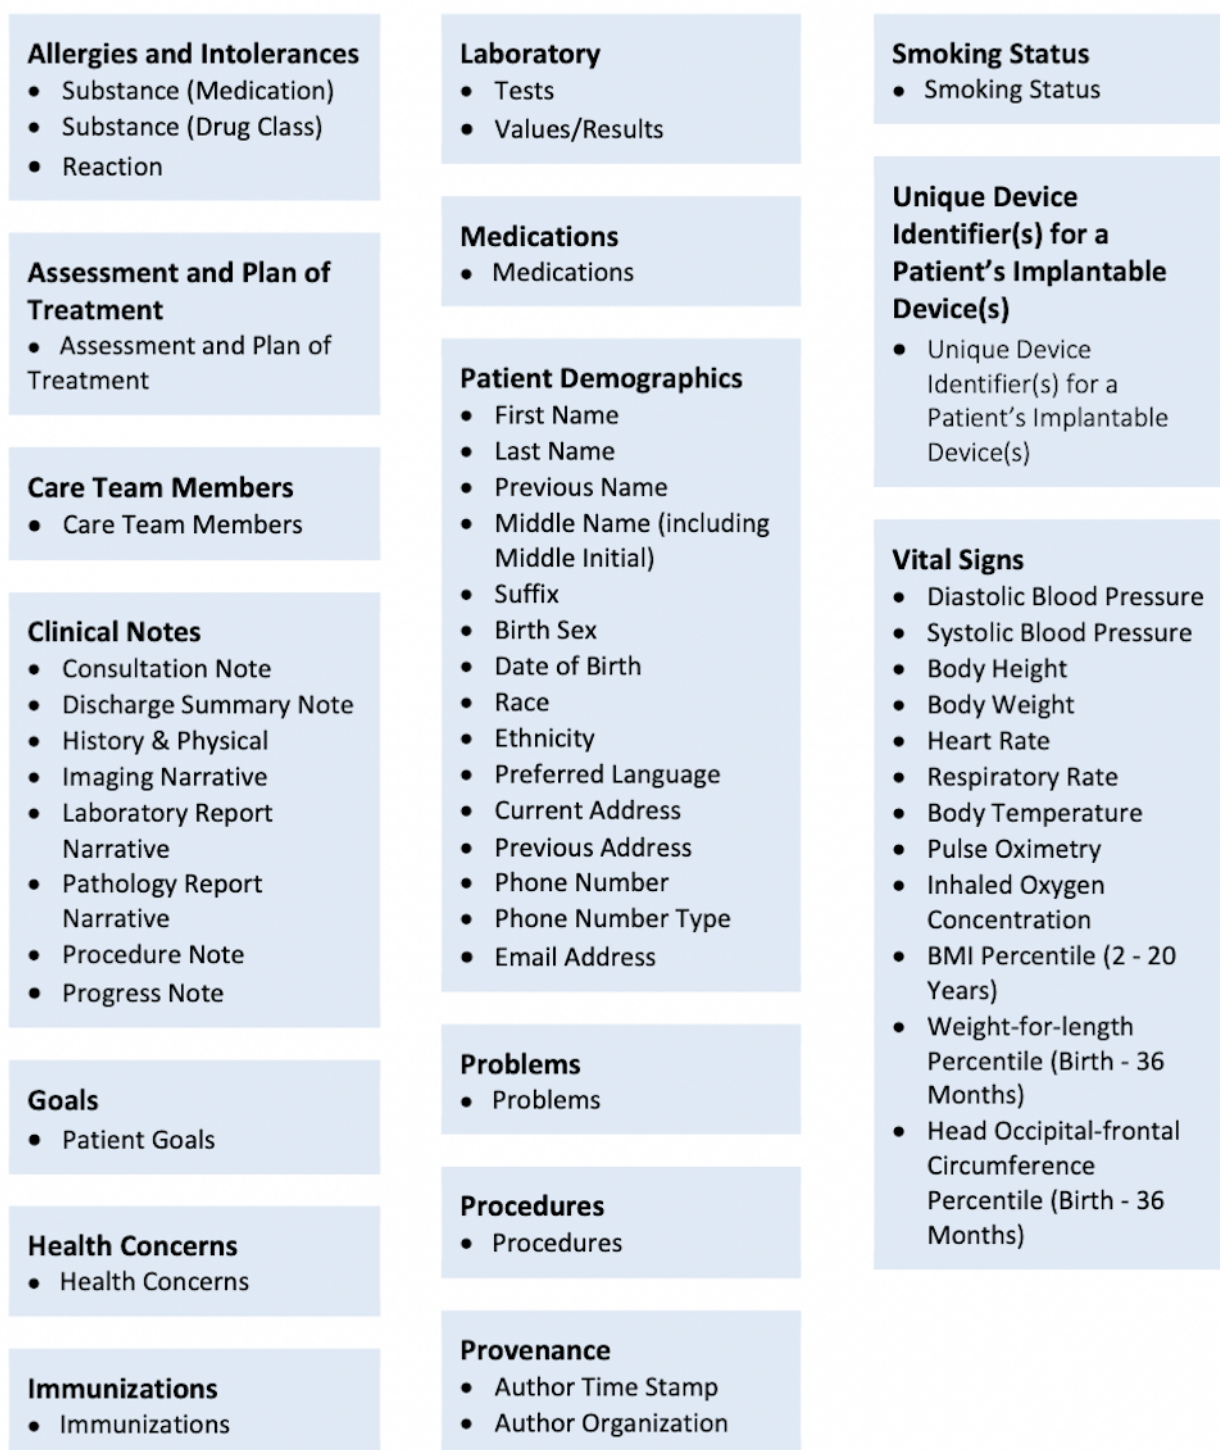 Allergies and Intolerances
• Substance (Medication)
• Substance (Drug Class)
• Reaction
Assessment and Plan of
Treatment
• Assessment and Plan of
Treatment
Care Team Members
• Care Team Members
Clinical Notes
• Consultation Note
• Discharge Summary Note
• History & Physical
• Imaging Narrative
• Laboratory Report
Narrative
• Pathology Report
Narrative
• Procedure Note
• Progress Note
Goals
• Patient Goals
Health Concerns
• Health Concerns
Immunizations
• Immunizations
Laboratory
• Tests
• Values/Results
Medications
• Medications
Patient Demographics
• First Name
• Last Name
• Previous Name
• Middle Name (including
Middle Initial)
• Suffix
• Birth Sex
• Date of Birth
• Race
• Ethnicity
• Preferred Language
• Current Address
• Previous Address
• Phone Number
• Phone Number Type
• Email Address
Problems
• Problems
Procedures
• Procedures
Provenance
• Author Time Stamp
• Author Organization
Smoking Status
• Smoking Status
Unique Device
Identifier(s) for a
Patient’s Implantable
Device(s)
• Unique Device
Identifier(s) for a
Patient’s Implantable
Device(s)
Vital Signs
• Diastolic Blood Pressure
• Systolic Blood Pressure
• Body Height
• Body Weight
• Heart Rate
• Respiratory Rate
• Body Temperature
• Pulse Oximetry
• Inhaled Oxygen
Concentration
• BMI Percentile (2 - 20
Years)
• Weight-for-length
Percentile (Birth - 36
Months)
• Head Occipital-frontal
Circumference
Percentile (Birth - 36
Months)